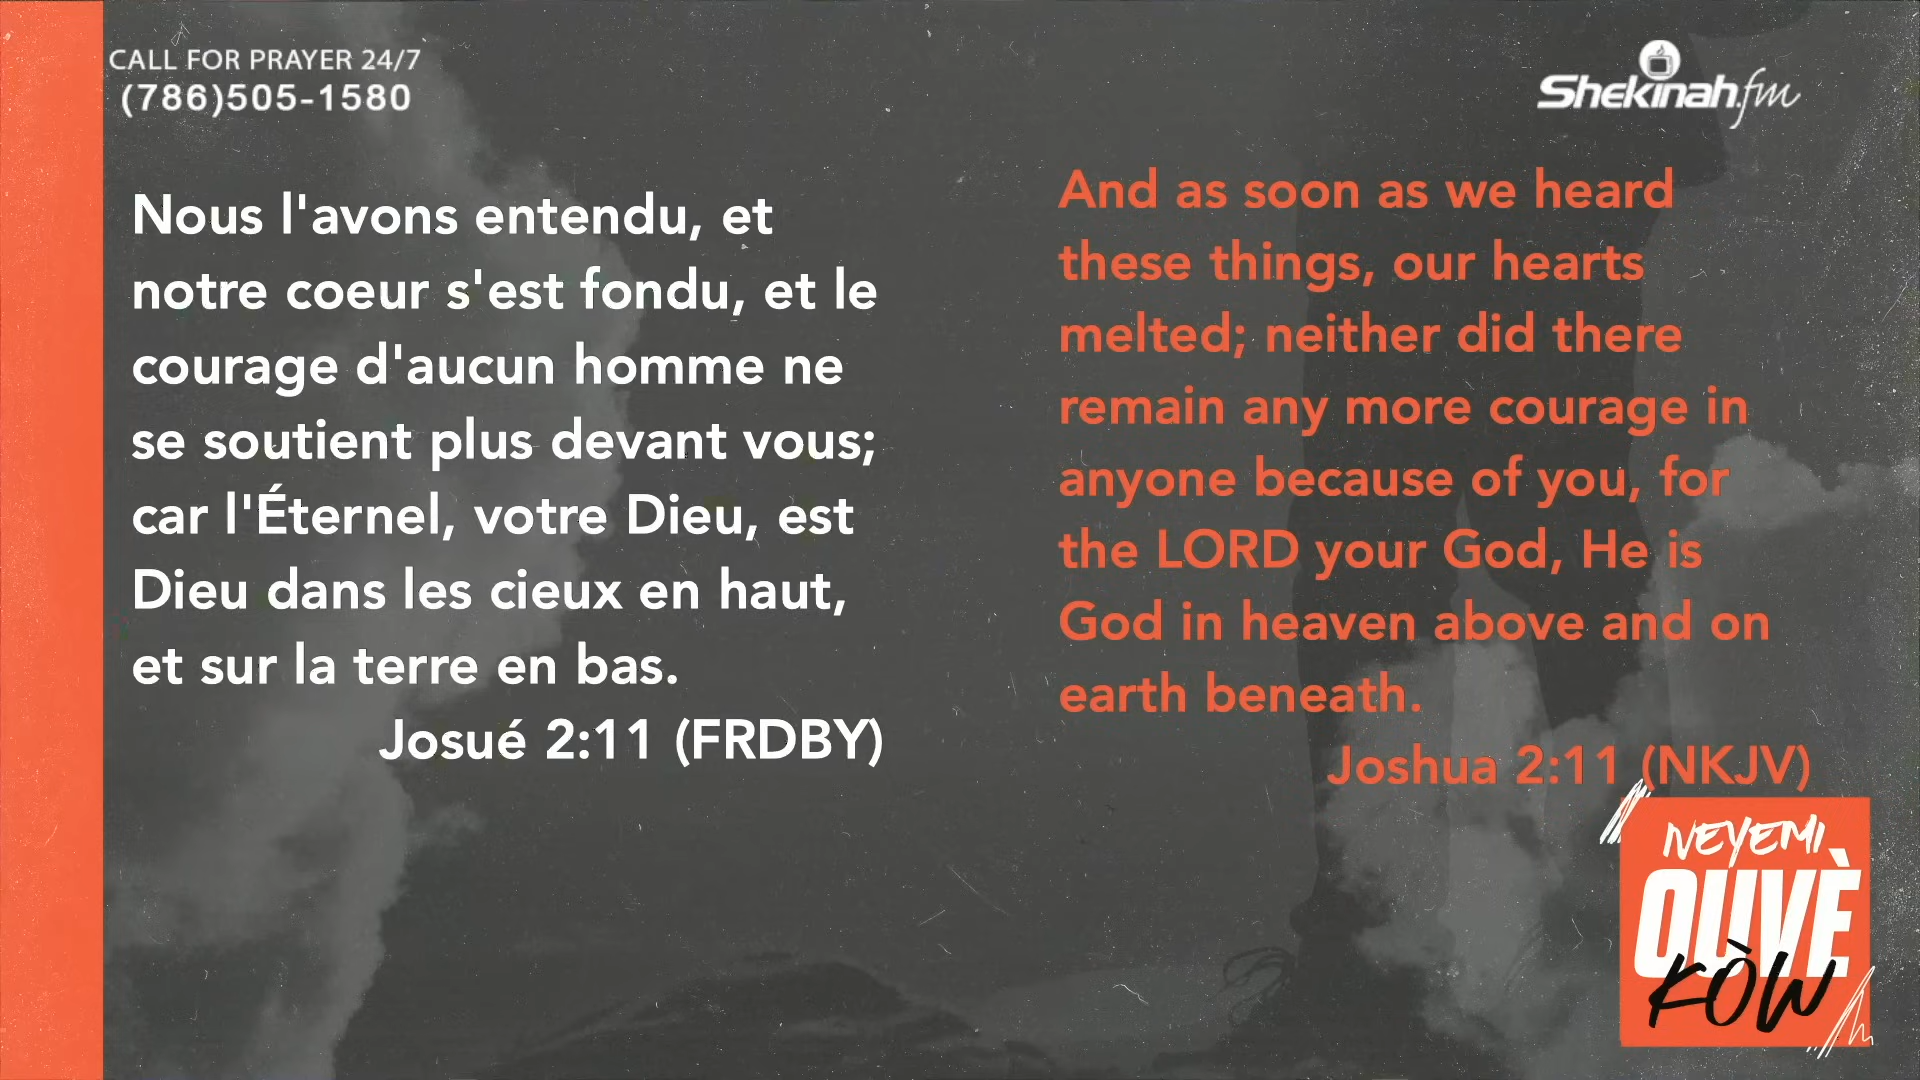 CALL FOR PRAYER 24/7
(786)505-1580
Shekinah.fm
Nous l'avons entendu, et
notre coeur s'est fondu, et le
courage d'aucun homme ne
se soutient plus devant vous;
car l'Éternel, votre Dieu, est
Dieu dans les cieux en haut,
et sur la terre en bas.
Josué 2:11 (FRDBY)
And as soon as we heard
these things, our hearts
melted; neither did there
remain any more courage in
anyone because of you, for
the LORD your God, He is
God in heaven above and on
earth beneath.
Joshua 2:11 (NKJV)
NEYEMI
OUVÈ
KÒW